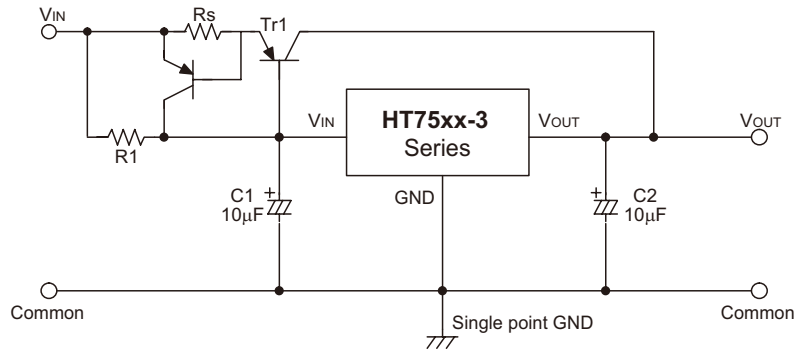 VIN
Rs
Tr1
R1
VIN
HT75xx-3
Series
VOUT
VOUT
GND
C1
10μF
C2
10μF
Common
Common
Single point GND